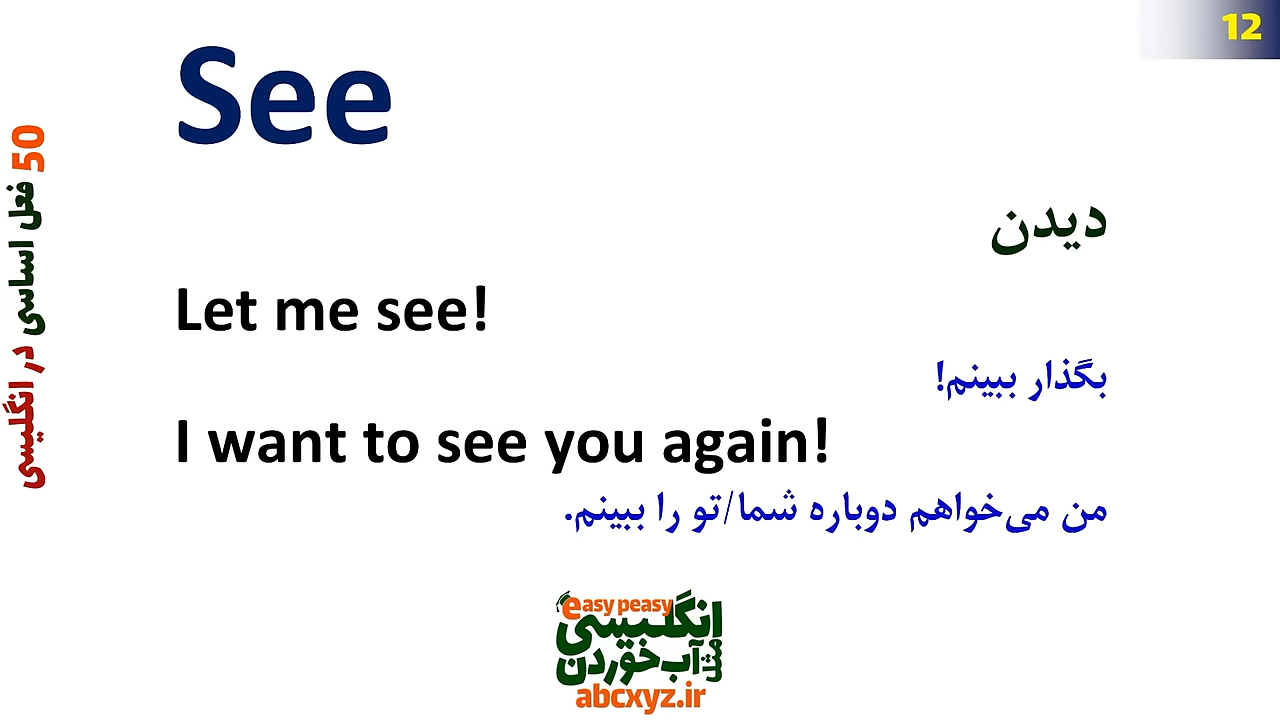 12
See
دیدن
Let me see!
بگذار ببینم!
I want to see you again!
من می‌خواهم دوباره شما/تو را ببینم.
50 فعل اساسی در انگلیسی
easy peasy
انگلیسی
مثل آب خوردن
abcxyz.ir